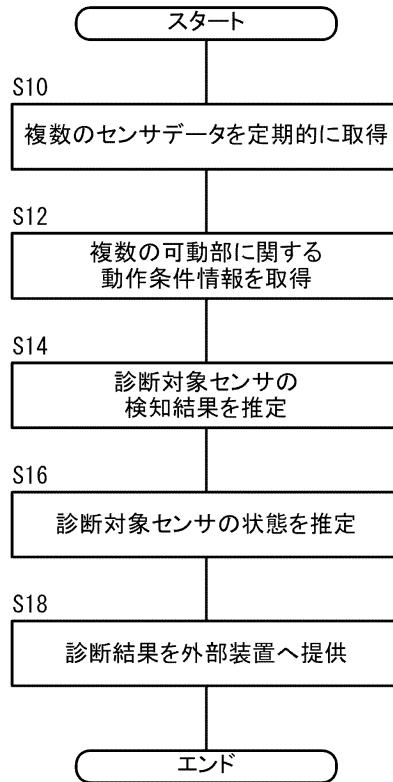 スタート
S10
複数のセンサデータを定期的に取得
S12
複数の可動部に関する
動作条件情報を取得
S14
診断対象センサの
検知結果を推定
S16
診断対象センサの状態を推定
S18
診断結果を外部装置へ提供
エンド